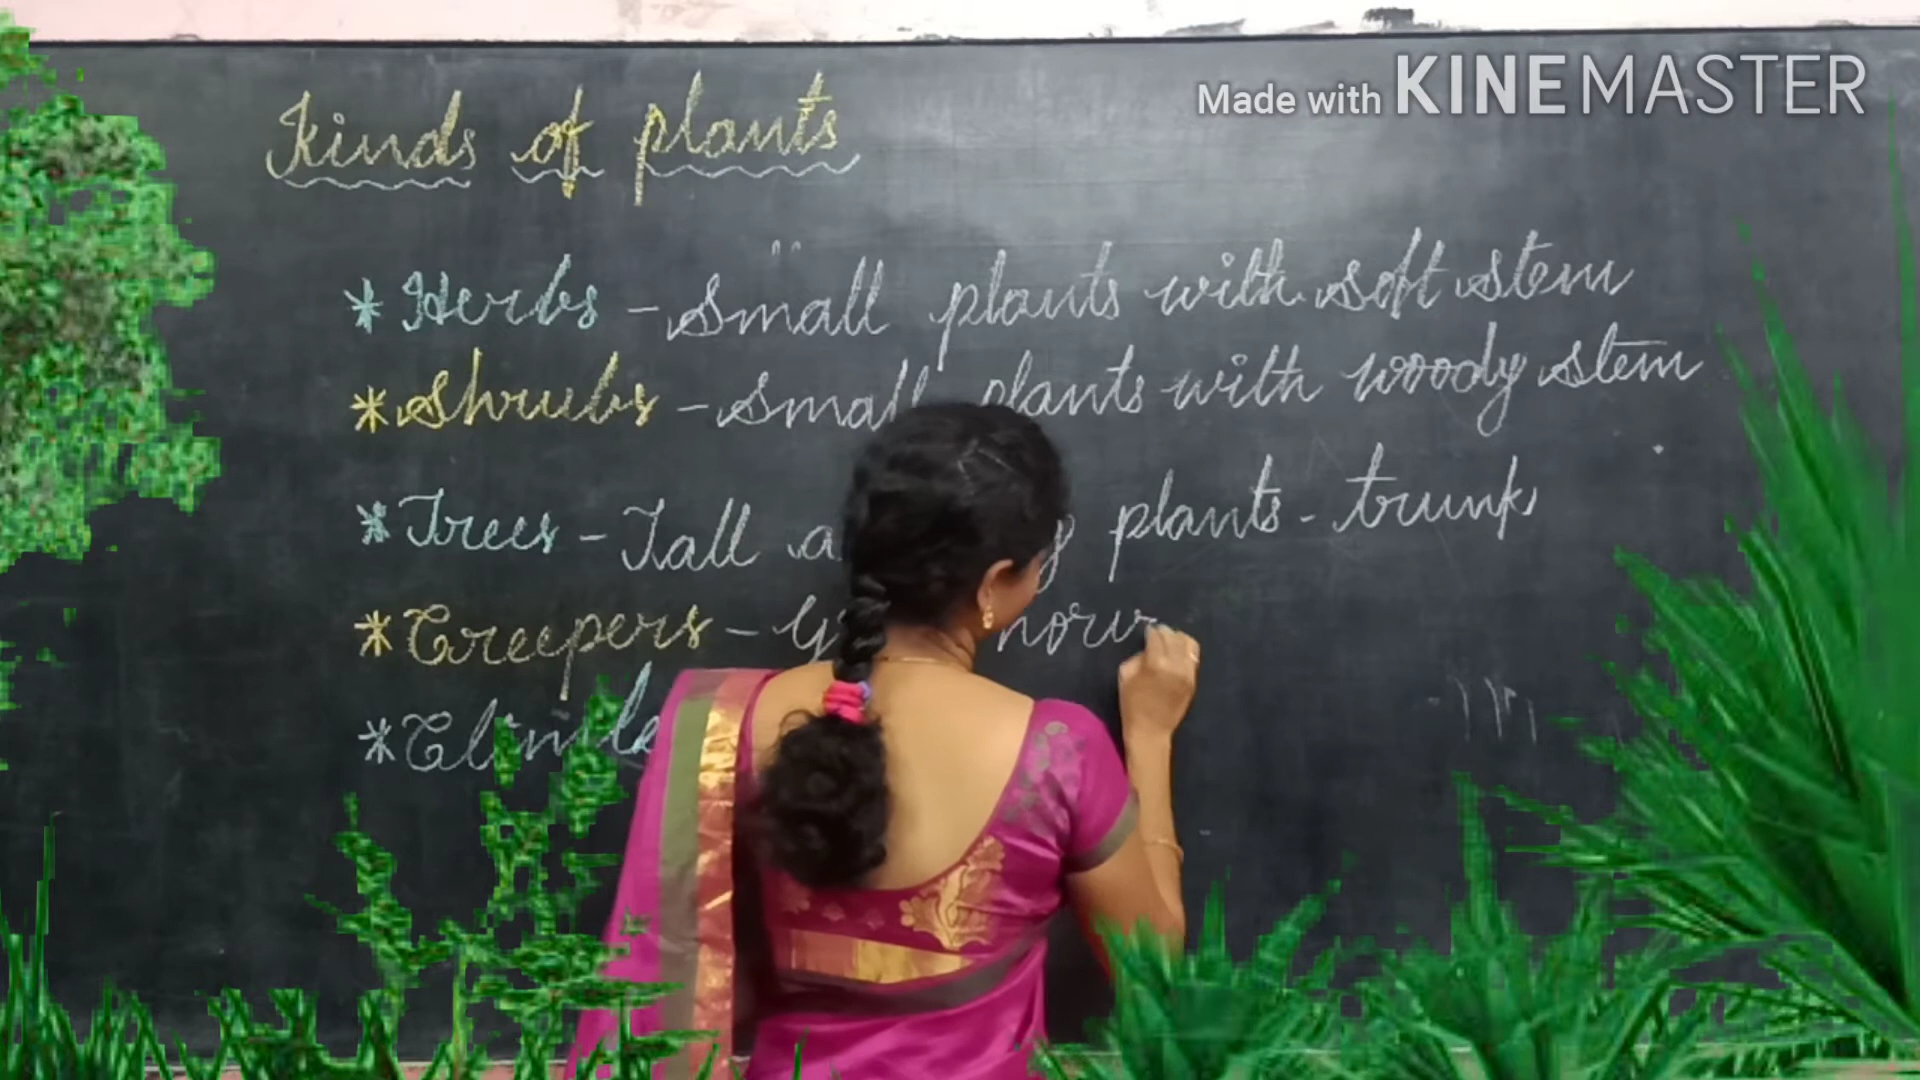 Made with KINEMASTER
Kinds of plants
* Herbs - Small plants with soft stem
* Shrubs - Small plants with woody stem
* Trees - Tall plants - trunk
* Creepers -
*